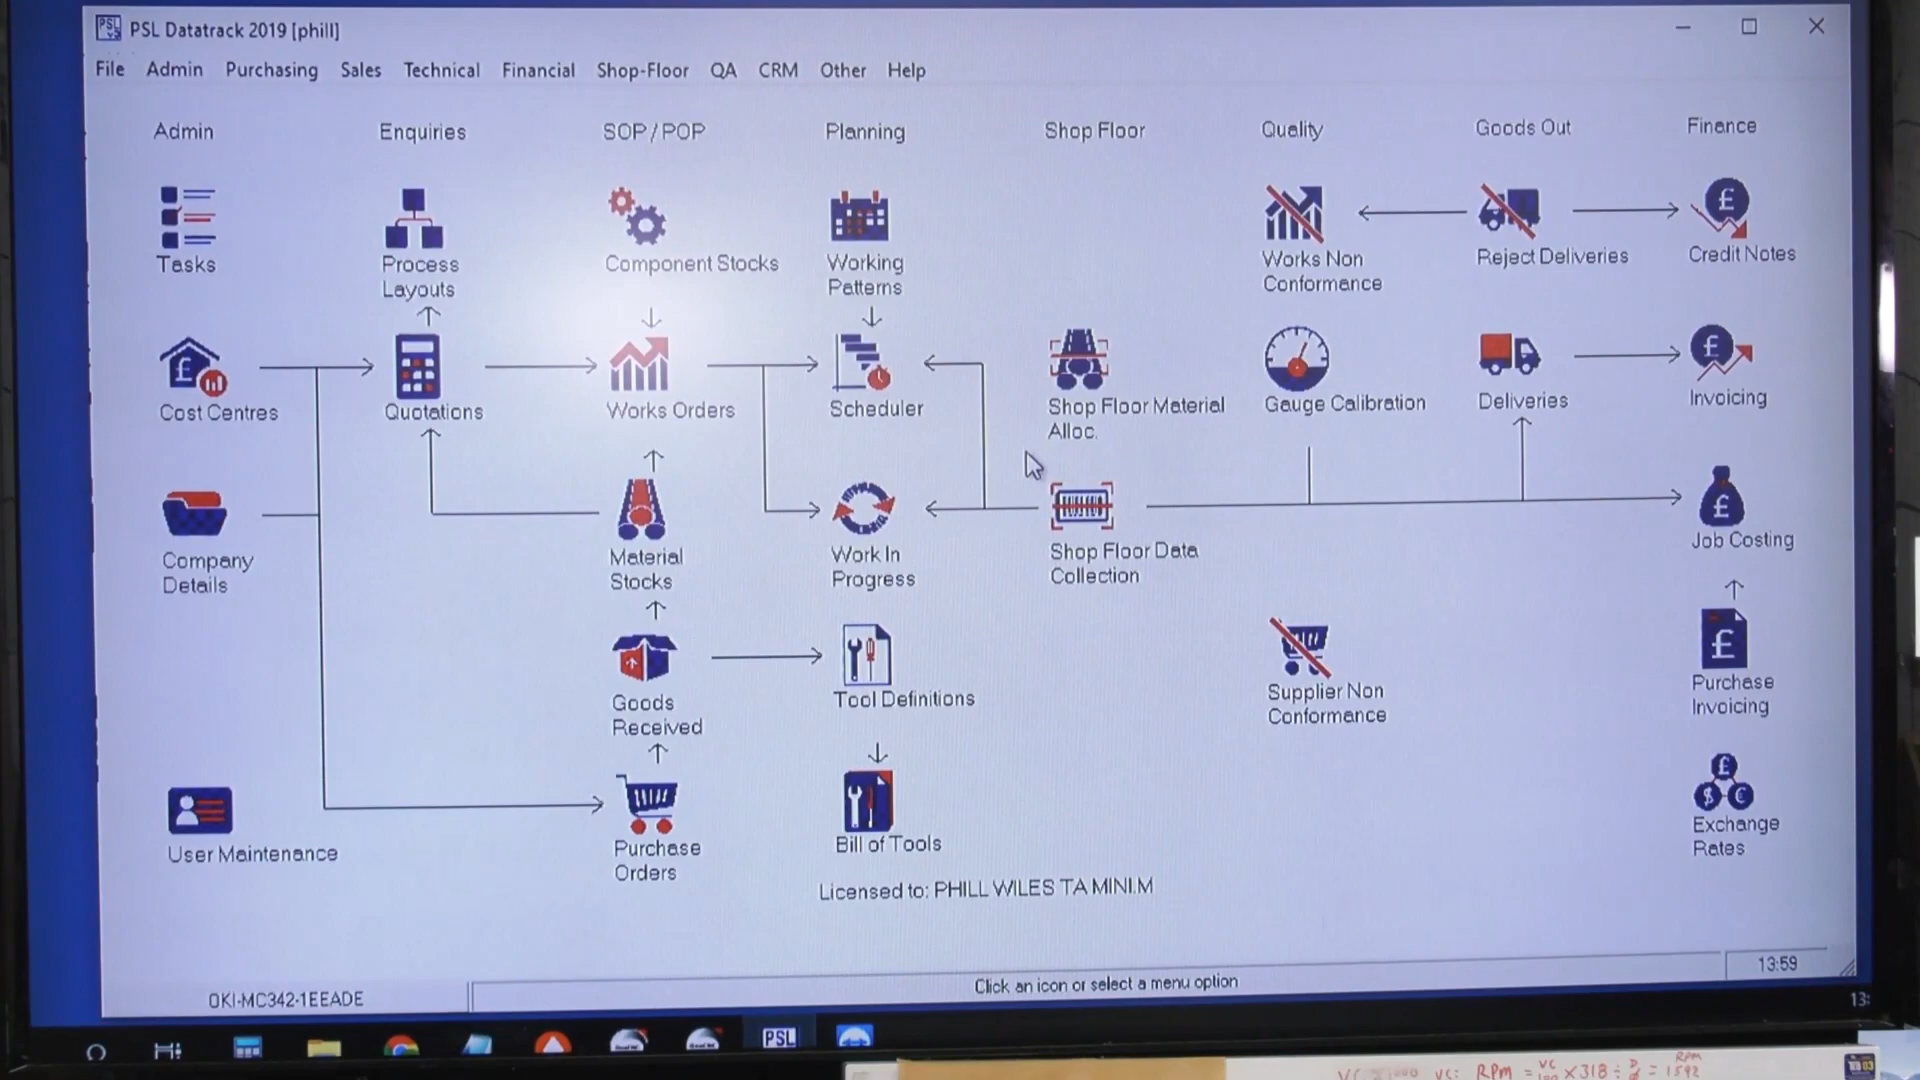 PSL Datatrack 2019 [phill]
File Admin Purchasing Sales Technical Financial Shop-Floor QA CRM Other Help
Admin
Enquiries
SOP / POP
Planning
Shop Floor
Quality
Goods Out
Finance
Tasks
Process
Layouts
Component Stocks
Working
Patterns
Works Non
Conformance
Reject Deliveries
Credit Notes
Cost Centres
Quotations
Works Orders
Scheduler
Shop Floor Material
Alloc.
Gauge Calibration
Deliveries
Invoicing
Company
Details
Material
Stocks
Work In
Progress
Shop Floor Data
Collection
Job Costing
Goods
Received
Tool Definitions
Supplier Non
Conformance
Purchase
Invoicing
User Maintenance
Purchase
Orders
Bill of Tools
Exchange
Rates
Licensed to: PHILL WILES TA MINI.M
OKI-MC342-1EEADE
Click an icon or select a menu option
13:59
13:
PSL